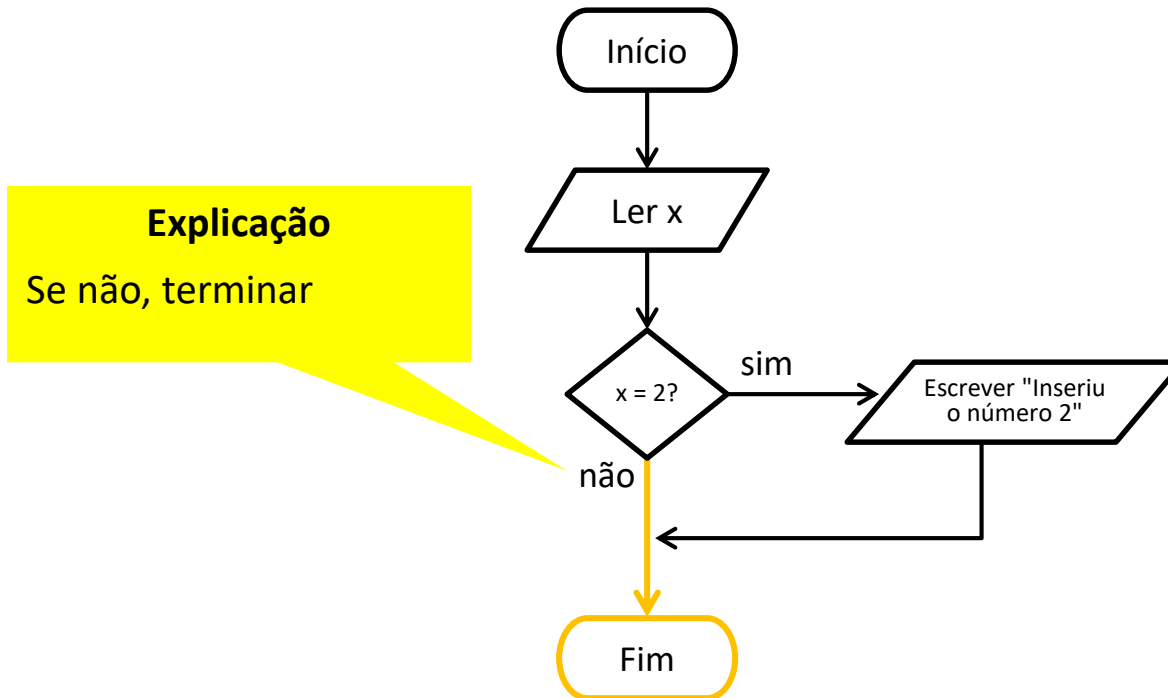 Início
Ler x
Explicação
Se não, terminar
x = 2?
sim
Escrever "Inseriu
o número 2"
não
Fim